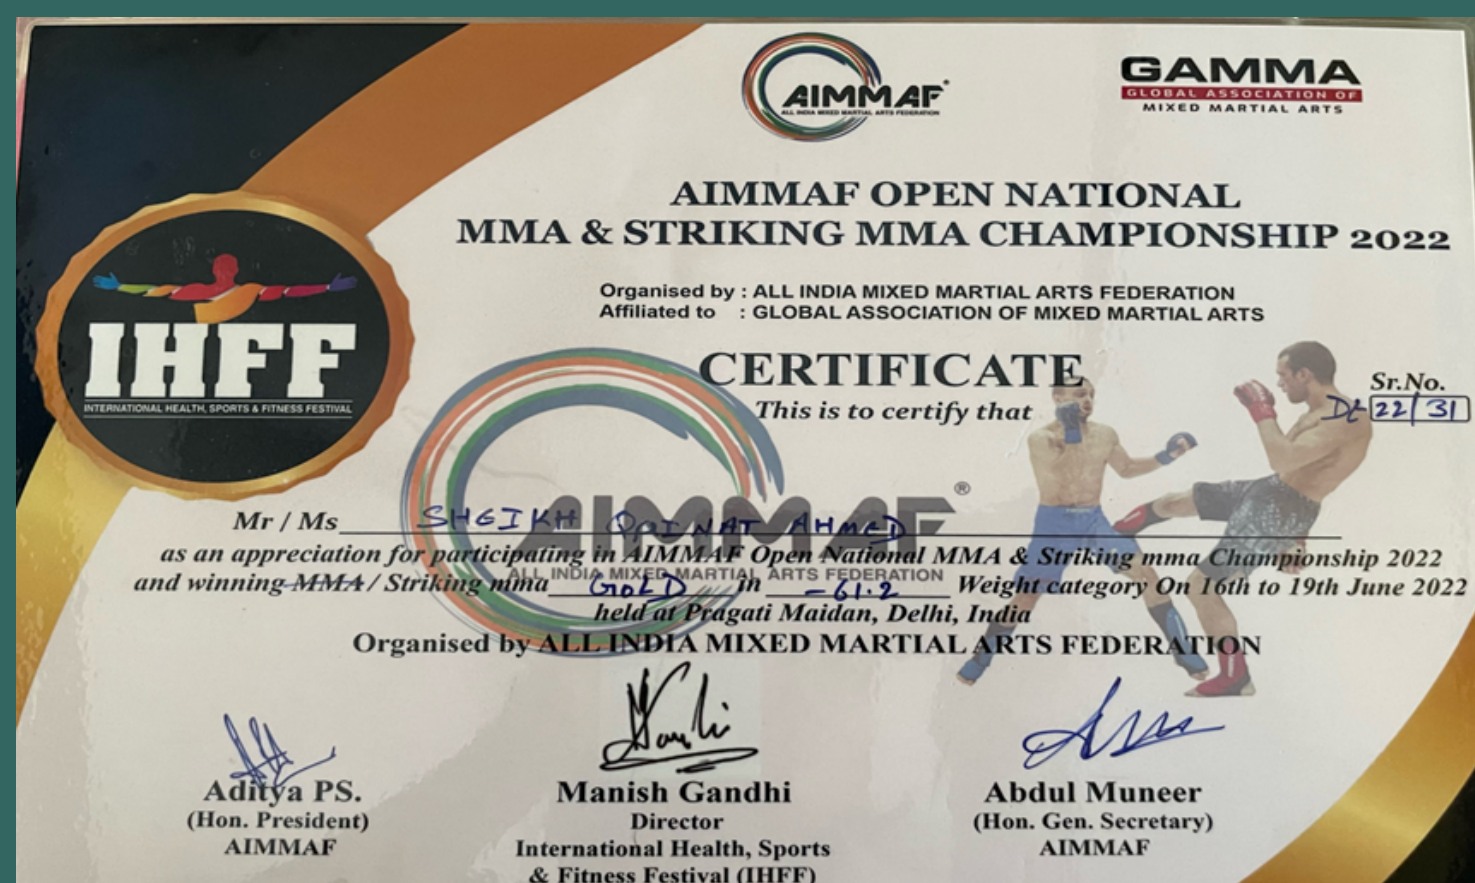 AIMMAF®
ALL INDIA MIXED MARTIAL ARTS FEDERATION
GAMMA
GLOBAL ASSOCIATION OF
MIXED MARTIAL ARTS
AIMMAF OPEN NATIONAL
MMA & STRIKING MMA CHAMPIONSHIP 2022
Organised by : ALL INDIA MIXED MARTIAL ARTS FEDERATION
Affiliated to : GLOBAL ASSOCIATION OF MIXED MARTIAL ARTS
IHFF
INTERNATIONAL HEALTH, SPORTS & FITNESS FESTIVAL
CERTIFICATE
This is to certify that
Sr.No.
22/31
AIMMAF®
ALL INDIA MIXED MARTIAL ARTS FEDERATION
Mr / Ms SHEIKH AHMED
as an appreciation for participating in AIMMAF Open National MMA & Striking mma Championship 2022
and winning MMA / Striking mma GOLD in -61.2 Weight category On 16th to 19th June 2022
held at Pragati Maidan, Delhi, India
Organised by ALL INDIA MIXED MARTIAL ARTS FEDERATION
Aditya PS.
(Hon. President)
AIMMAF
Manish Gandhi
Director
International Health, Sports
& Fitness Festival (IHFF)
Abdul Muneer
(Hon. Gen. Secretary)
AIMMAF